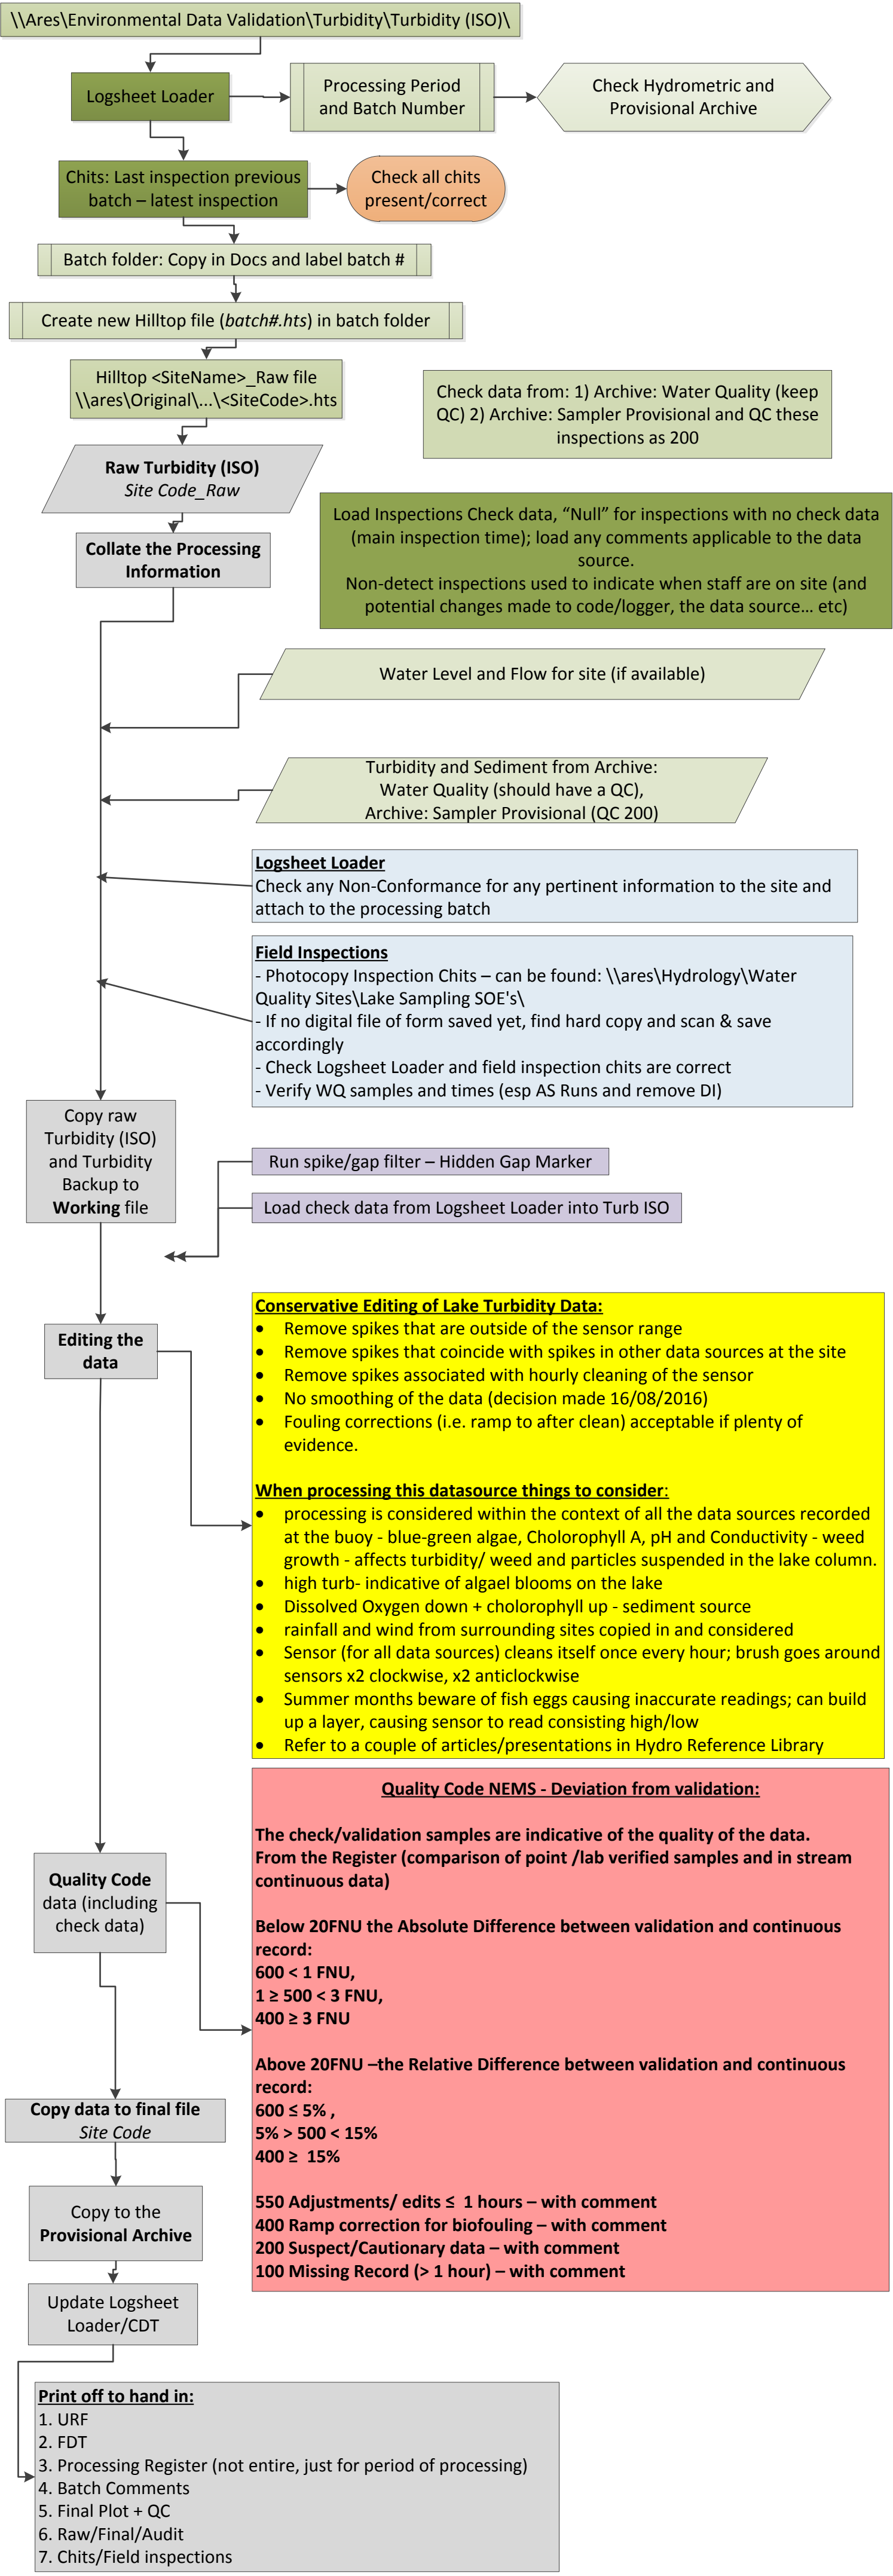 \\Ares\Environmental Data Validation\Turbidity\Turbidity (ISO)\
Logsheet Loader
Processing Period
and Batch Number
Check Hydrometric and
Provisional Archive
Chits: Last inspection previous
batch – latest inspection
Check all chits
present/correct
Batch folder: Copy in Docs and label batch #
Create new Hilltop file (batch#.hts) in batch folder
Hilltop <SiteName>_Raw file
\\ares\Original\...\<SiteCode>.hts
Check data from: 1) Archive: Water Quality (keep
QC) 2) Archive: Sampler Provisional and QC these
inspections as 200
Raw Turbidity (ISO)
Site Code_Raw
Load Inspections Check data, “Null” for inspections with no check data
(main inspection time); load any comments applicable to the data
source.
Non-detect inspections used to indicate when staff are on site (and
potential changes made to code/logger, the data source... etc)
Collate the Processing
Information
Water Level and Flow for site (if available)
Turbidity and Sediment from Archive:
Water Quality (should have a QC),
Archive: Sampler Provisional (QC 200)
Logsheet Loader
Check any Non-Conformance for any pertinent information to the site and
attach to the processing batch
Field Inspections
- Photocopy Inspection Chits – can be found: \\ares\Hydrology\Water
Quality Sites\Lake Sampling SOE's\
- If no digital file of form saved yet, find hard copy and scan & save
accordingly
- Check Logsheet Loader and field inspection chits are correct
- Verify WQ samples and times (esp AS Runs and remove DI)
Copy raw
Turbidity (ISO)
and Turbidity
Backup to
Working file
Run spike/gap filter – Hidden Gap Marker
Load check data from Logsheet Loader into Turb ISO
Editing the
data
Conservative Editing of Lake Turbidity Data:
• Remove spikes that are outside of the sensor range
• Remove spikes that coincide with spikes in other data sources at the site
• Remove spikes associated with hourly cleaning of the sensor
• No smoothing of the data (decision made 16/08/2016)
• Fouling corrections (i.e. ramp to after clean) acceptable if plenty of
evidence.
When processing this datasource things to consider:
• processing is considered within the context of all the data sources recorded
at the buoy - blue-green algae, Cholorophyll A, pH and Conductivity - weed
growth - affects turbidity/ weed and particles suspended in the lake column.
• high turb- indicative of algael blooms on the lake
• Dissolved Oxygen down + cholorophyll up - sediment source
• rainfall and wind from surrounding sites copied in and considered
• Sensor (for all data sources) cleans itself once every hour; brush goes around
sensors x2 clockwise, x2 anticlockwise
• Summer months beware of fish eggs causing inaccurate readings; can build
up a layer, causing sensor to read consisting high/low
• Refer to a couple of articles/presentations in Hydro Reference Library
Quality Code NEMS - Deviation from validation:
The check/validation samples are indicative of the quality of the data.
From the Register (comparison of point /lab verified samples and in stream
continuous data)
Below 20FNU the Absolute Difference between validation and continuous
record:
600 < 1 FNU,
1 ≥ 500 < 3 FNU,
400 ≥ 3 FNU
Above 20FNU –the Relative Difference between validation and continuous
record:
600 ≤ 5% ,
5% > 500 < 15%
400 ≥ 15%
550 Adjustments/ edits ≤ 1 hours – with comment
400 Ramp correction for biofouling – with comment
200 Suspect/Cautionary data – with comment
100 Missing Record (> 1 hour) – with comment
Quality Code
data (including
check data)
Copy data to final file
Site Code
Copy to the
Provisional Archive
Update Logsheet
Loader/CDT
Print off to hand in:
1. URF
2. FDT
3. Processing Register (not entire, just for period of processing)
4. Batch Comments
5. Final Plot + QC
6. Raw/Final/Audit
7. Chits/Field inspections